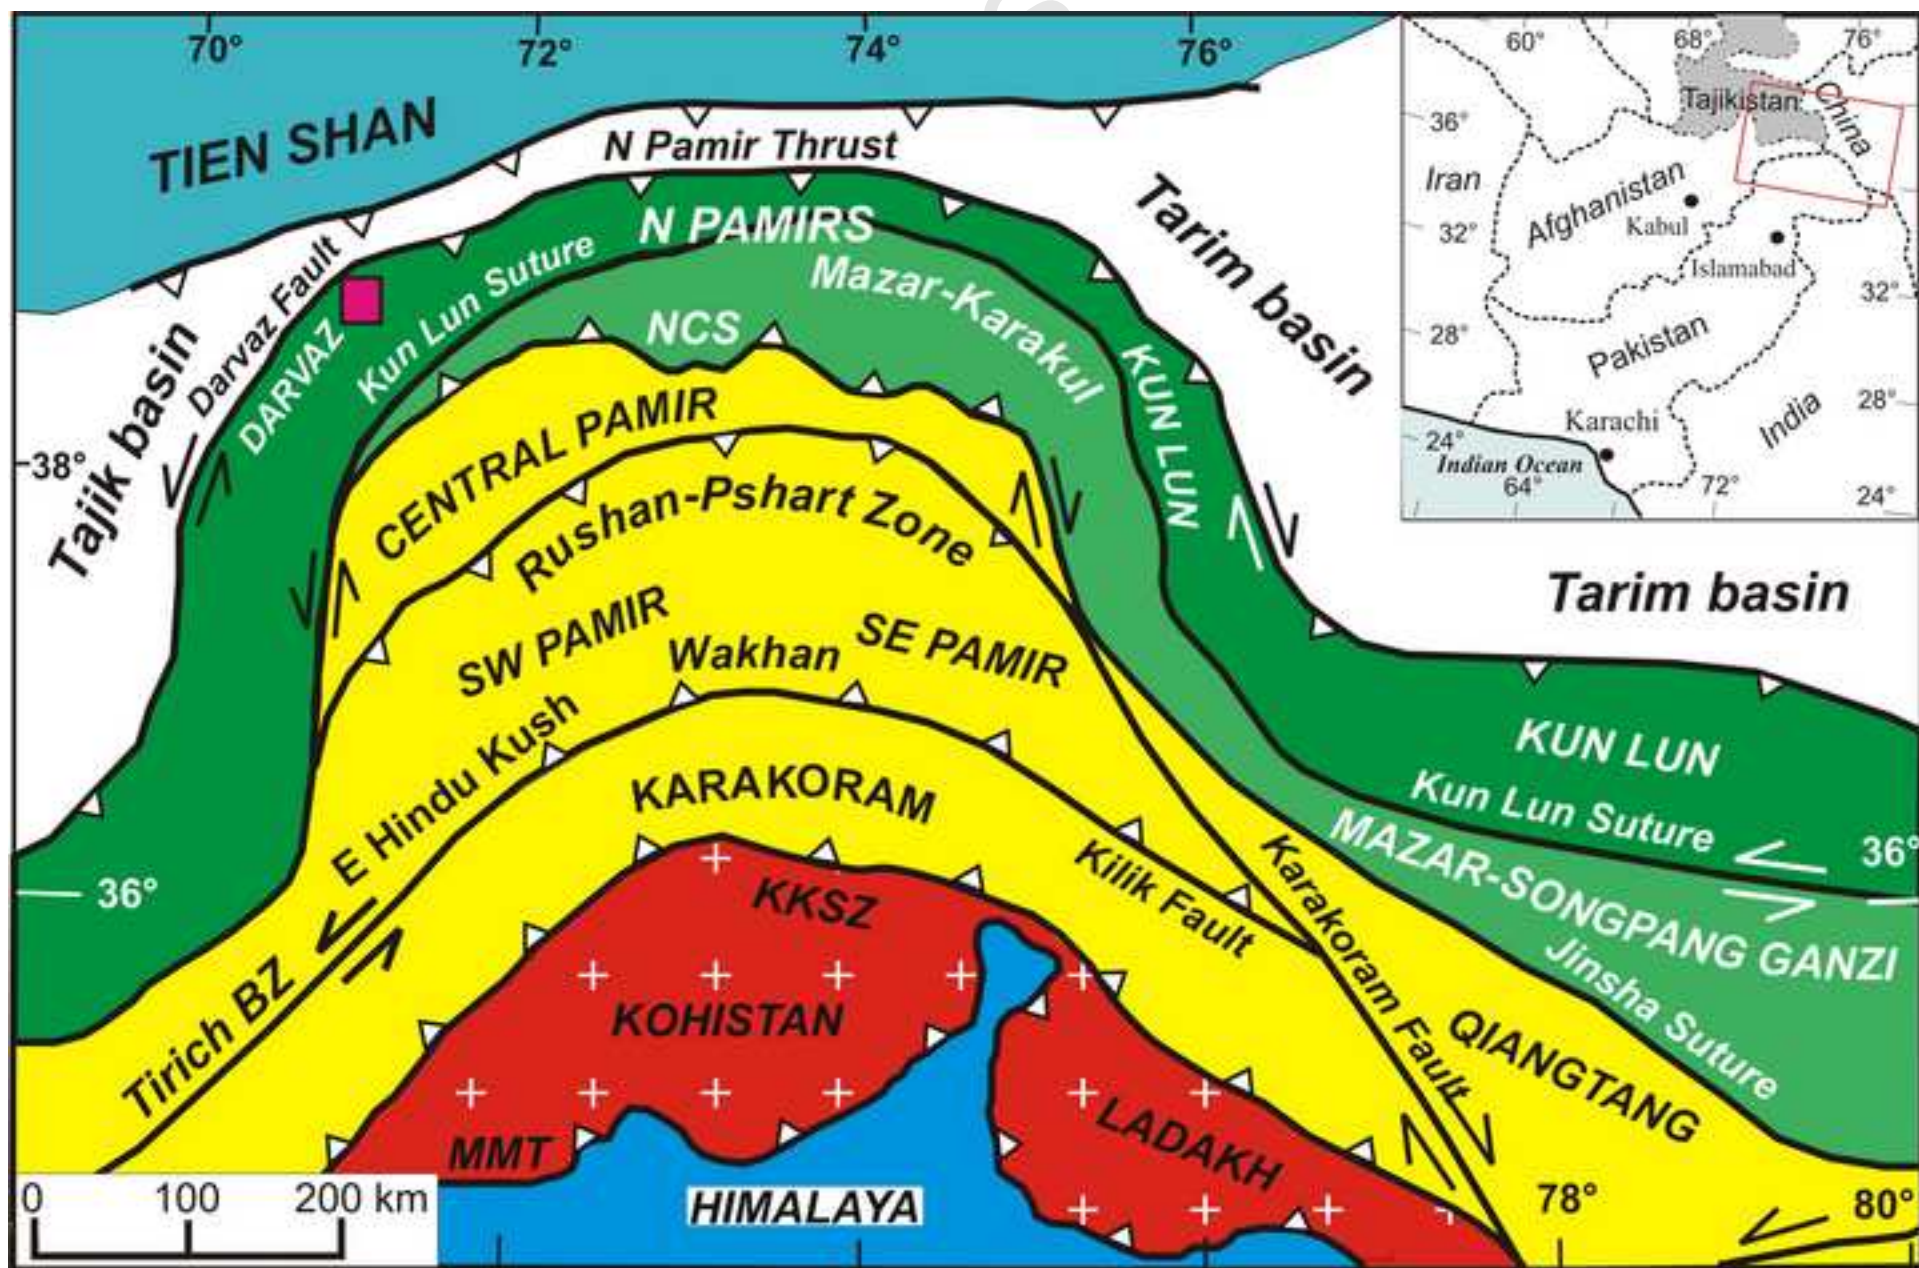 70°
72°
74°
76°
TIEN SHAN
N Pamir Thrust
N PAMIRS
Kun Lun Suture
Darvaz Fault
DARVAZ
Tajik basin
Mazar-Karakul
NCS
KUN LUN
Tarim basin
38°
CENTRAL PAMIR
Rushan-Pshart Zone
SW PAMIR
SE PAMIR
Wakhan
E Hindu Kush
KARAKORAM
Tarim basin
KUN LUN
Kun Lun Suture
36°
36°
MAZAR-SONGPANG GANZI
Jinsha Suture
Karakoram Fault
Kilik Fault
QIANGTANG
KKSZ
KOHISTAN
Tirich BZ
MMT
LADAKH
HIMALAYA
78°
80°
0 100 200 km
60°
68°
76°
Tajikistan
China
36°
Iran
Afghanistan
Kabul
32°
Islamabad
32°
28°
Pakistan
28°
Karachi
India
24°
Indian Ocean
64°
72°
24°